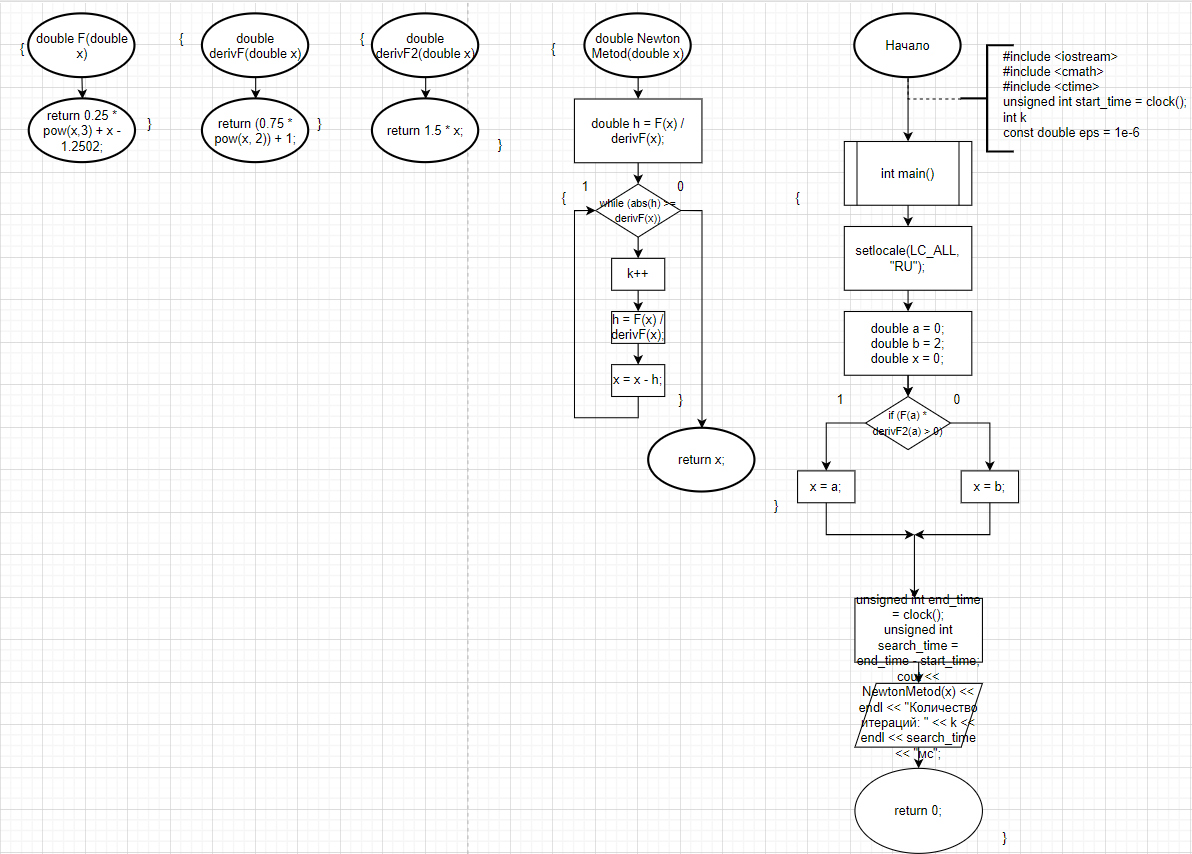 {
double F(double
x)
return 0.25 *
pow(x,3) + x -
1.2502;
}
{
double
derivF(double x)
return (0.75 *
pow(x, 2)) + 1;
}
{
double
derivF2(double x)
return 1.5 * x;
}
{
double Newton
Metod(double x)
double h = F(x) /
derivF(x);
{
1
0
while (abs(h) >=
derivF(x))
k++
h = F(x) /
derivF(x);
x = x - h;
}
return x;
Начало
#include <iostream>
#include <cmath>
#include <ctime>
unsigned int start_time = clock();
int k
const double eps = 1e-6
{
int main()
setlocale(LC_ALL,
"RU");
double a = 0;
double b = 2;
double x = 0;
1
0
if (F(a) *
derivF2(a) > 0)
x = a;
x = b;
}
unsigned int end_time
= clock();
unsigned int
search_time =
end_time - start_time;
cout <<
NewtonMetod(x) <<
endl << "Количество
итераций: " << k <<
endl << search_time
<< "мс";
return 0;
}